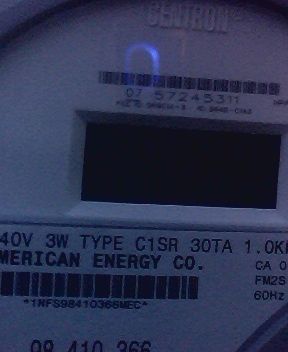 CENTRON
07 57245311
40V 3W TYPE C1SR 30TA 1.0K
MERICAN ENERGY CO.
CA 0
FM2S
60Hz
*1NFS98410366MEC*
98 410 366